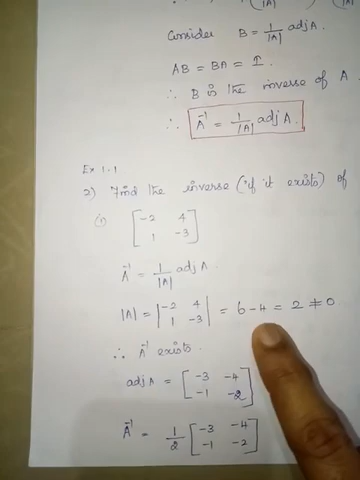 Consider B = 1/|A| adj A.
AB = BA = I.
∴ B is the inverse of A.
∴ A⁻¹ = 1/|A| adj A.
Ex 1.1
2) Find the inverse (if it exists) of
(i) [-2 4
1 -3]
A⁻¹ = 1/|A| adj A.
|A| = |-2 4
1 -3| = 6-4 = 2 ≠ 0
∴ A⁻¹ exists.
adj A = [-3 -4
-1 -2]
A⁻¹ = 1/2 [-3 -4
-1 -2]